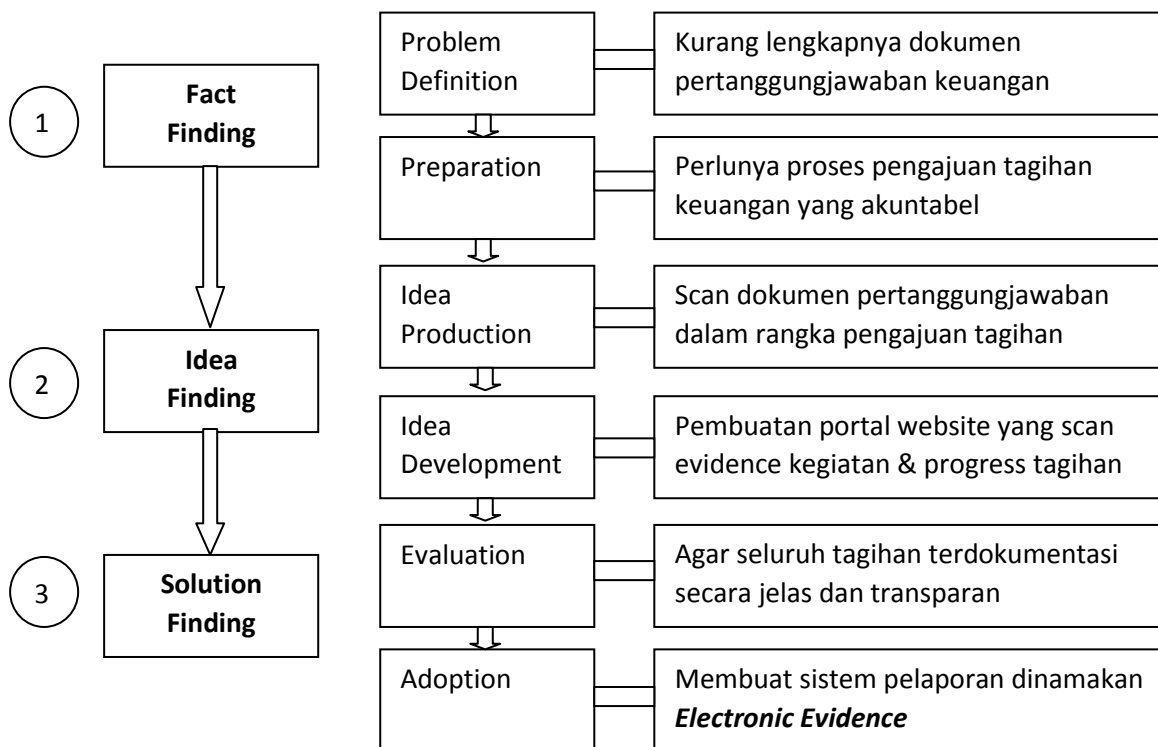 1
Fact
Finding
Problem
Definition
Kurang lengkapnya dokumen
pertanggungjawaban keuangan
Preparation
Perlunya proses pengajuan tagihan
keuangan yang akuntabel
2
Idea
Finding
Idea
Production
Scan dokumen pertanggungjawaban
dalam rangka pengajuan tagihan
Idea
Development
Pembuatan portal website yang scan
evidence kegiatan & progress tagihan
3
Solution
Finding
Evaluation
Agar seluruh tagihan terdokumentasi
secara jelas dan transparan
Adoption
Membuat sistem pelaporan dinamakan
Electronic Evidence